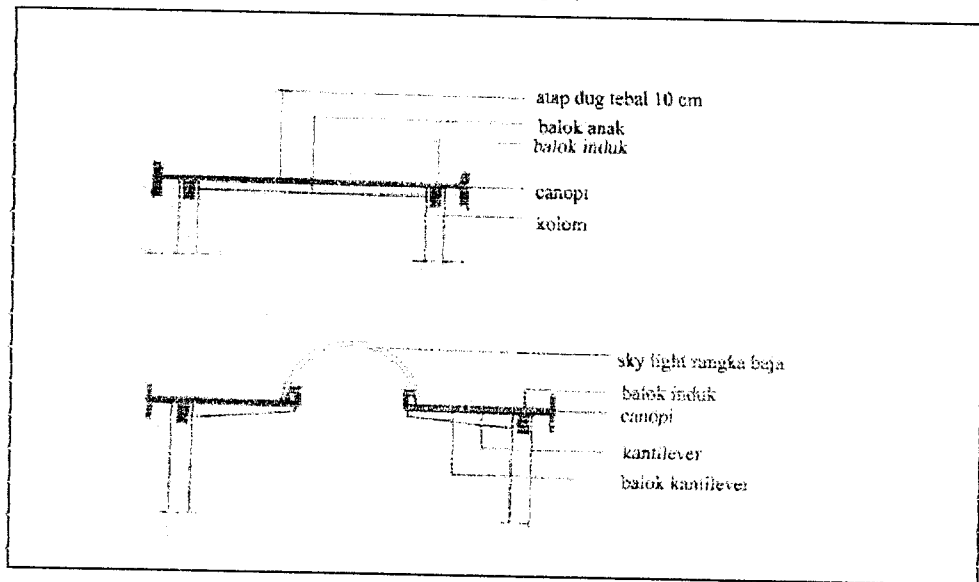 atap dug tebal 10 cm
balok anak
balok induk
canopi
kolom
sky light rangka baja
balok induk
canopi
kantilever
balok kantilever